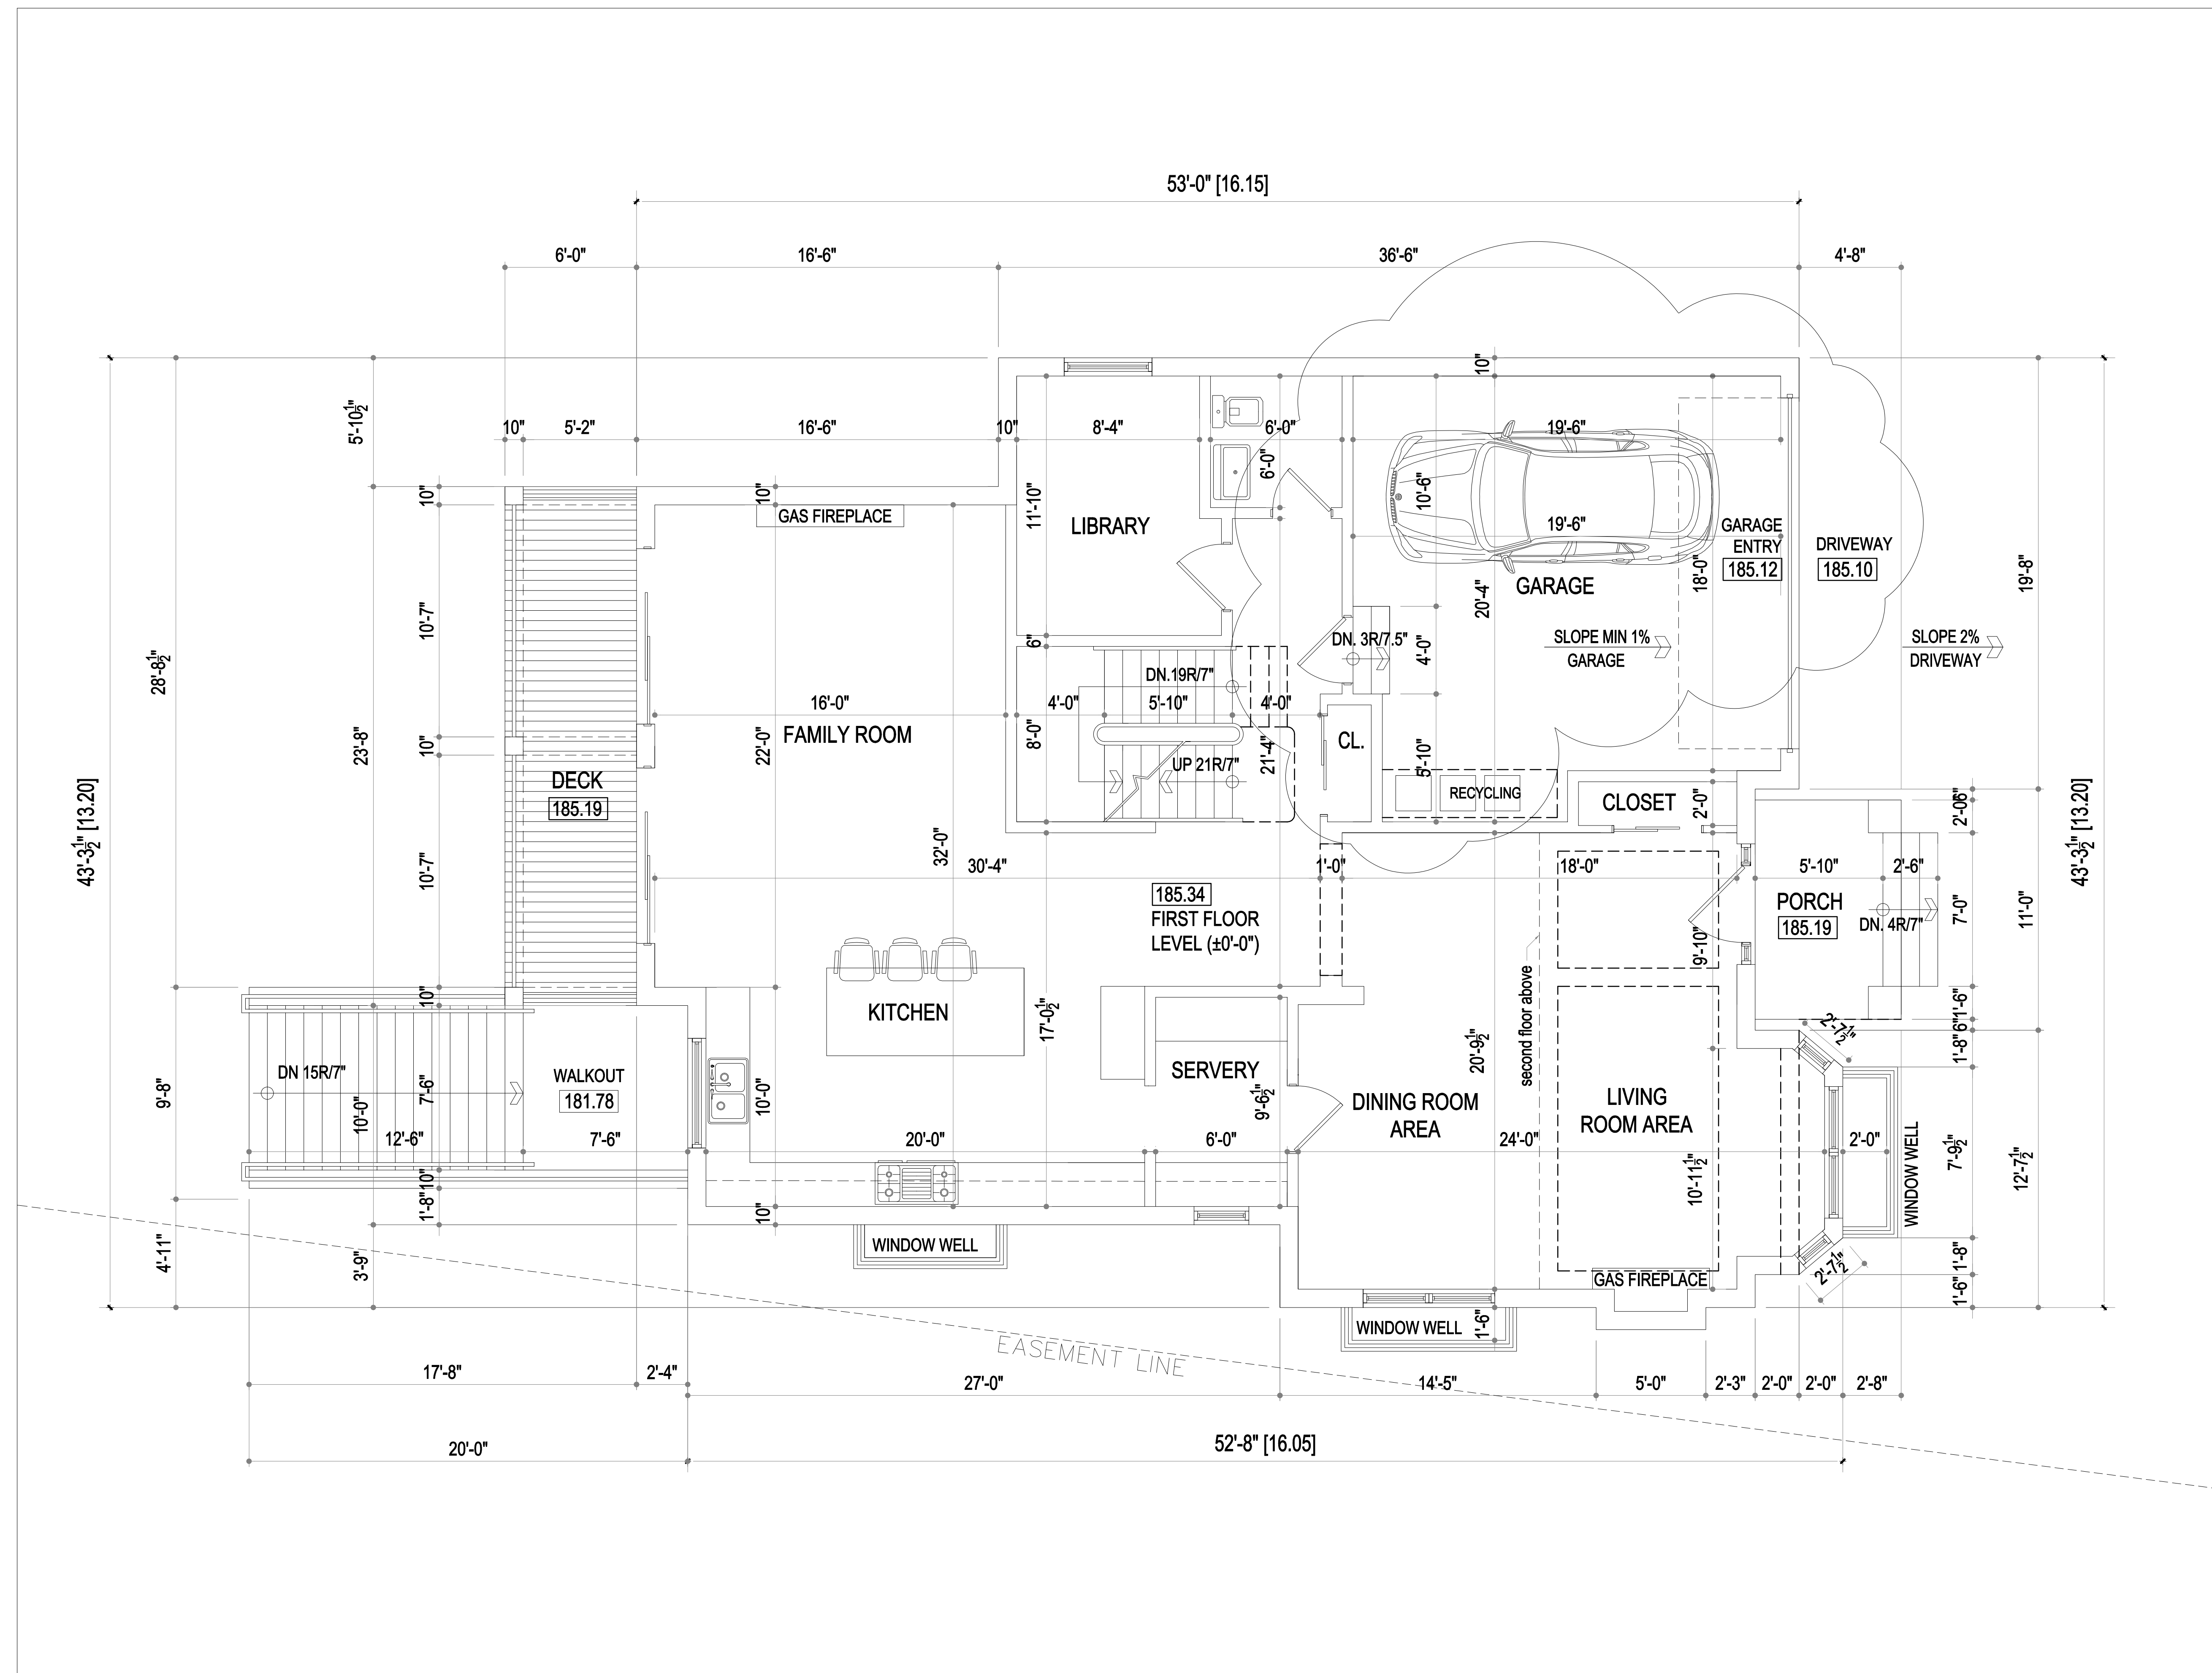 53'-0" [16.15]
6'-0"
16'-6"
36'-6"
4'-8"
10"
5'-10½"
10"
5'-2"
16'-6"
10"
8'-4"
6'-0"
19'-6"
6'-0"
10"
10"
GAS FIREPLACE
11'-10"
LIBRARY
10'-6"
19'-6"
GARAGE
ENTRY
185.12
DRIVEWAY
185.10
18'-0"
19'-8"
GARAGE
20'-4"
10'-7"
28'-8½"
6"
DN. 3R/7.5"
4'-0"
SLOPE MIN 1%
GARAGE
SLOPE 2%
DRIVEWAY
DN.19R/7"
16'-0"
4'-0"
5'-10"
4'-0"
FAMILY ROOM
23'-8"
10"
22'-0"
8'-0"
21'-4"
CL.
5'-10"
UP 21R/7"
DECK
185.19
RECYCLING
CLOSET
2'-0"
2'-0"
6"
43'-3½" [13.20]
43'-3½" [13.20]
10'-7"
32'-0"
30'-4"
1'-0"
18'-0"
5'-10"
2'-6"
185.34
FIRST FLOOR
LEVEL (±0'-0")
PORCH
185.19
DN. 4R/7"
7'-0"
11'-0"
9'-10"
second floor above
10"
KITCHEN
17'-0½"
1'-6"
6"
1'-8"
2'-7½"
20'-9½"
DN 15R/7"
WALKOUT
181.78
SERVERY
9'-8"
10'-0"
7'-6"
10'-0"
9'-6½"
DINING ROOM
AREA
LIVING
ROOM AREA
12'-6"
7'-6"
20'-0"
6'-0"
24'-0"
2'-0"
WINDOW WELL
7'-9½"
12'-7½"
10'-11½"
10"
1'-8"
10"
WINDOW WELL
4'-11"
3'-9"
GAS FIREPLACE
2'-7½"
1'-8"
1'-6"
WINDOW WELL
1'-6"
EASEMENT LINE
17'-8"
2'-4"
27'-0"
14'-5"
5'-0"
2'-3"
2'-0"
2'-0"
2'-8"
20'-0"
52'-8" [16.05]